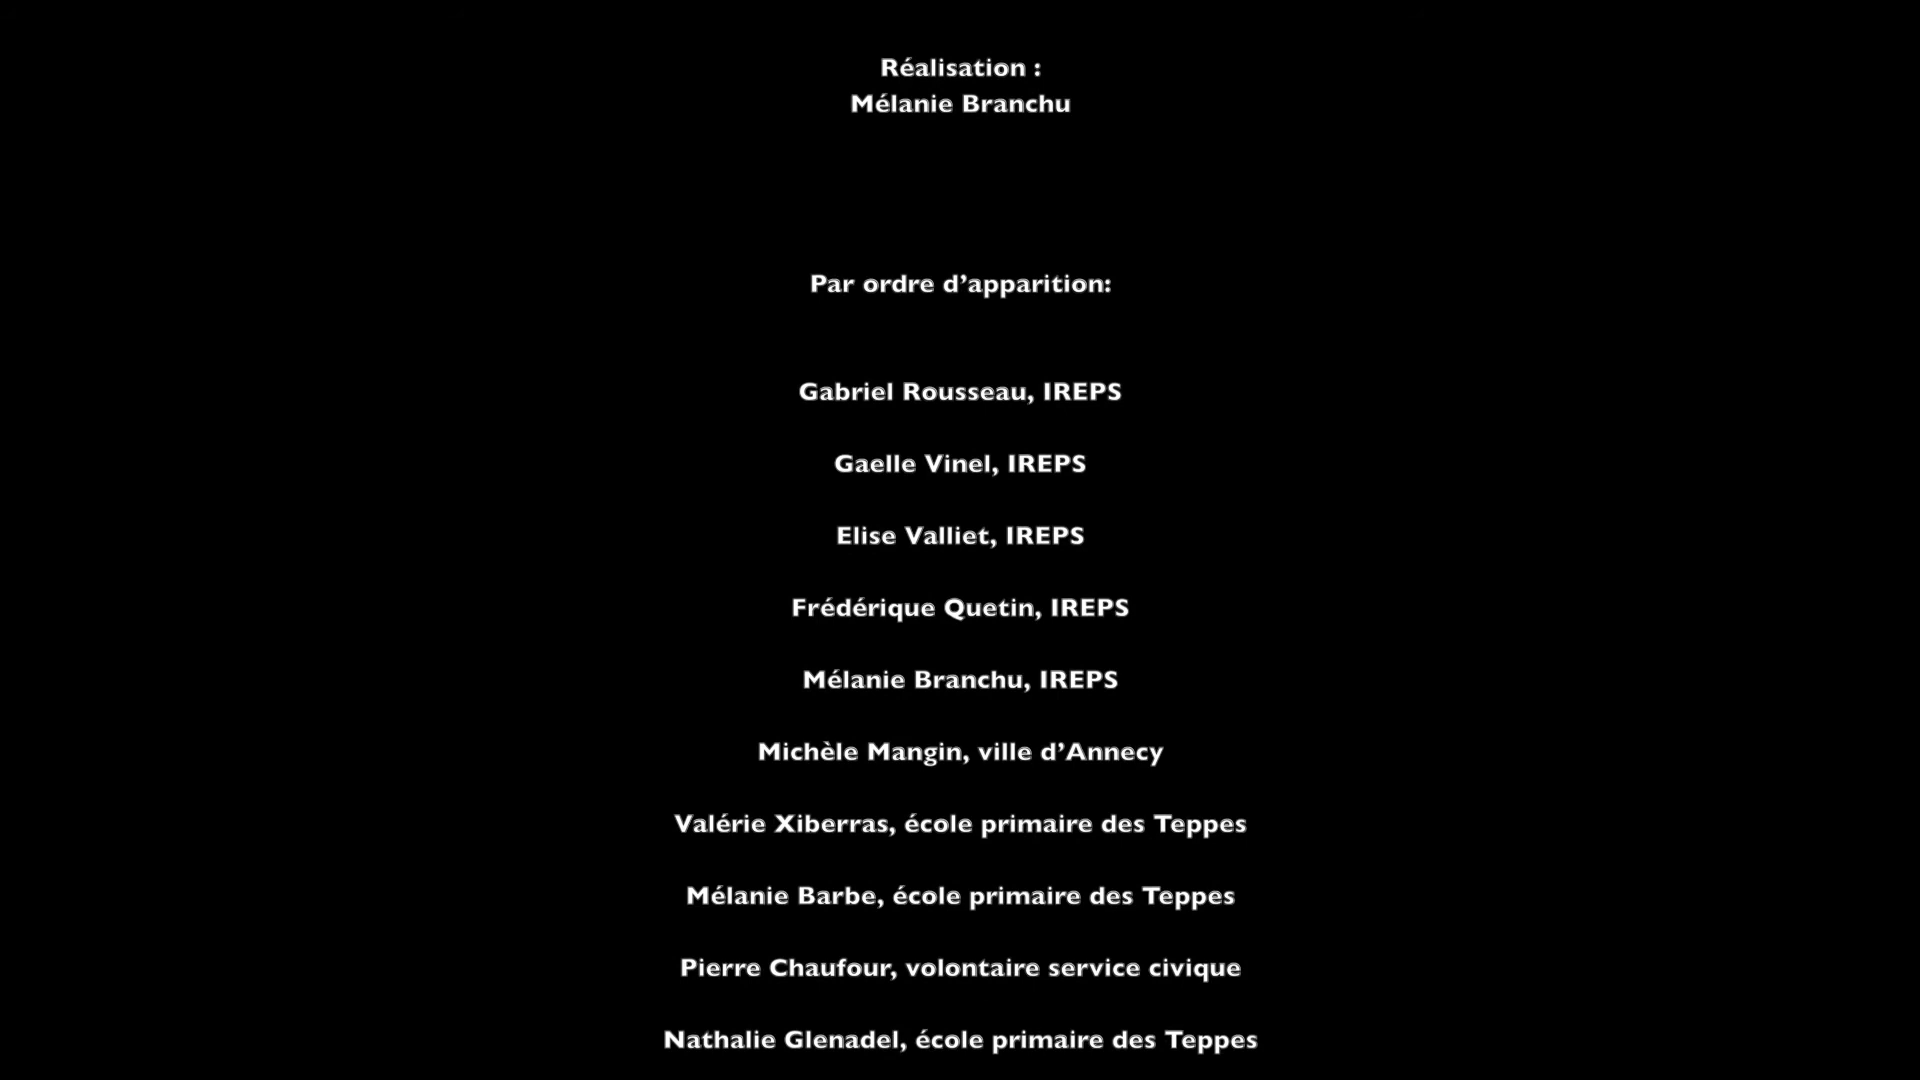 Réalisation :
Mélanie Branchu
Par ordre d’apparition:
Gabriel Rousseau, IREPS
Gaelle Vinel, IREPS
Elise Valliet, IREPS
Frédérique Quetin, IREPS
Mélanie Branchu, IREPS
Michèle Mangin, ville d’Annecy
Valérie Xiberras, école primaire des Teppes
Mélanie Barbe, école primaire des Teppes
Pierre Chaufour, volontaire service civique
Nathalie Glenadel, école primaire des Teppes